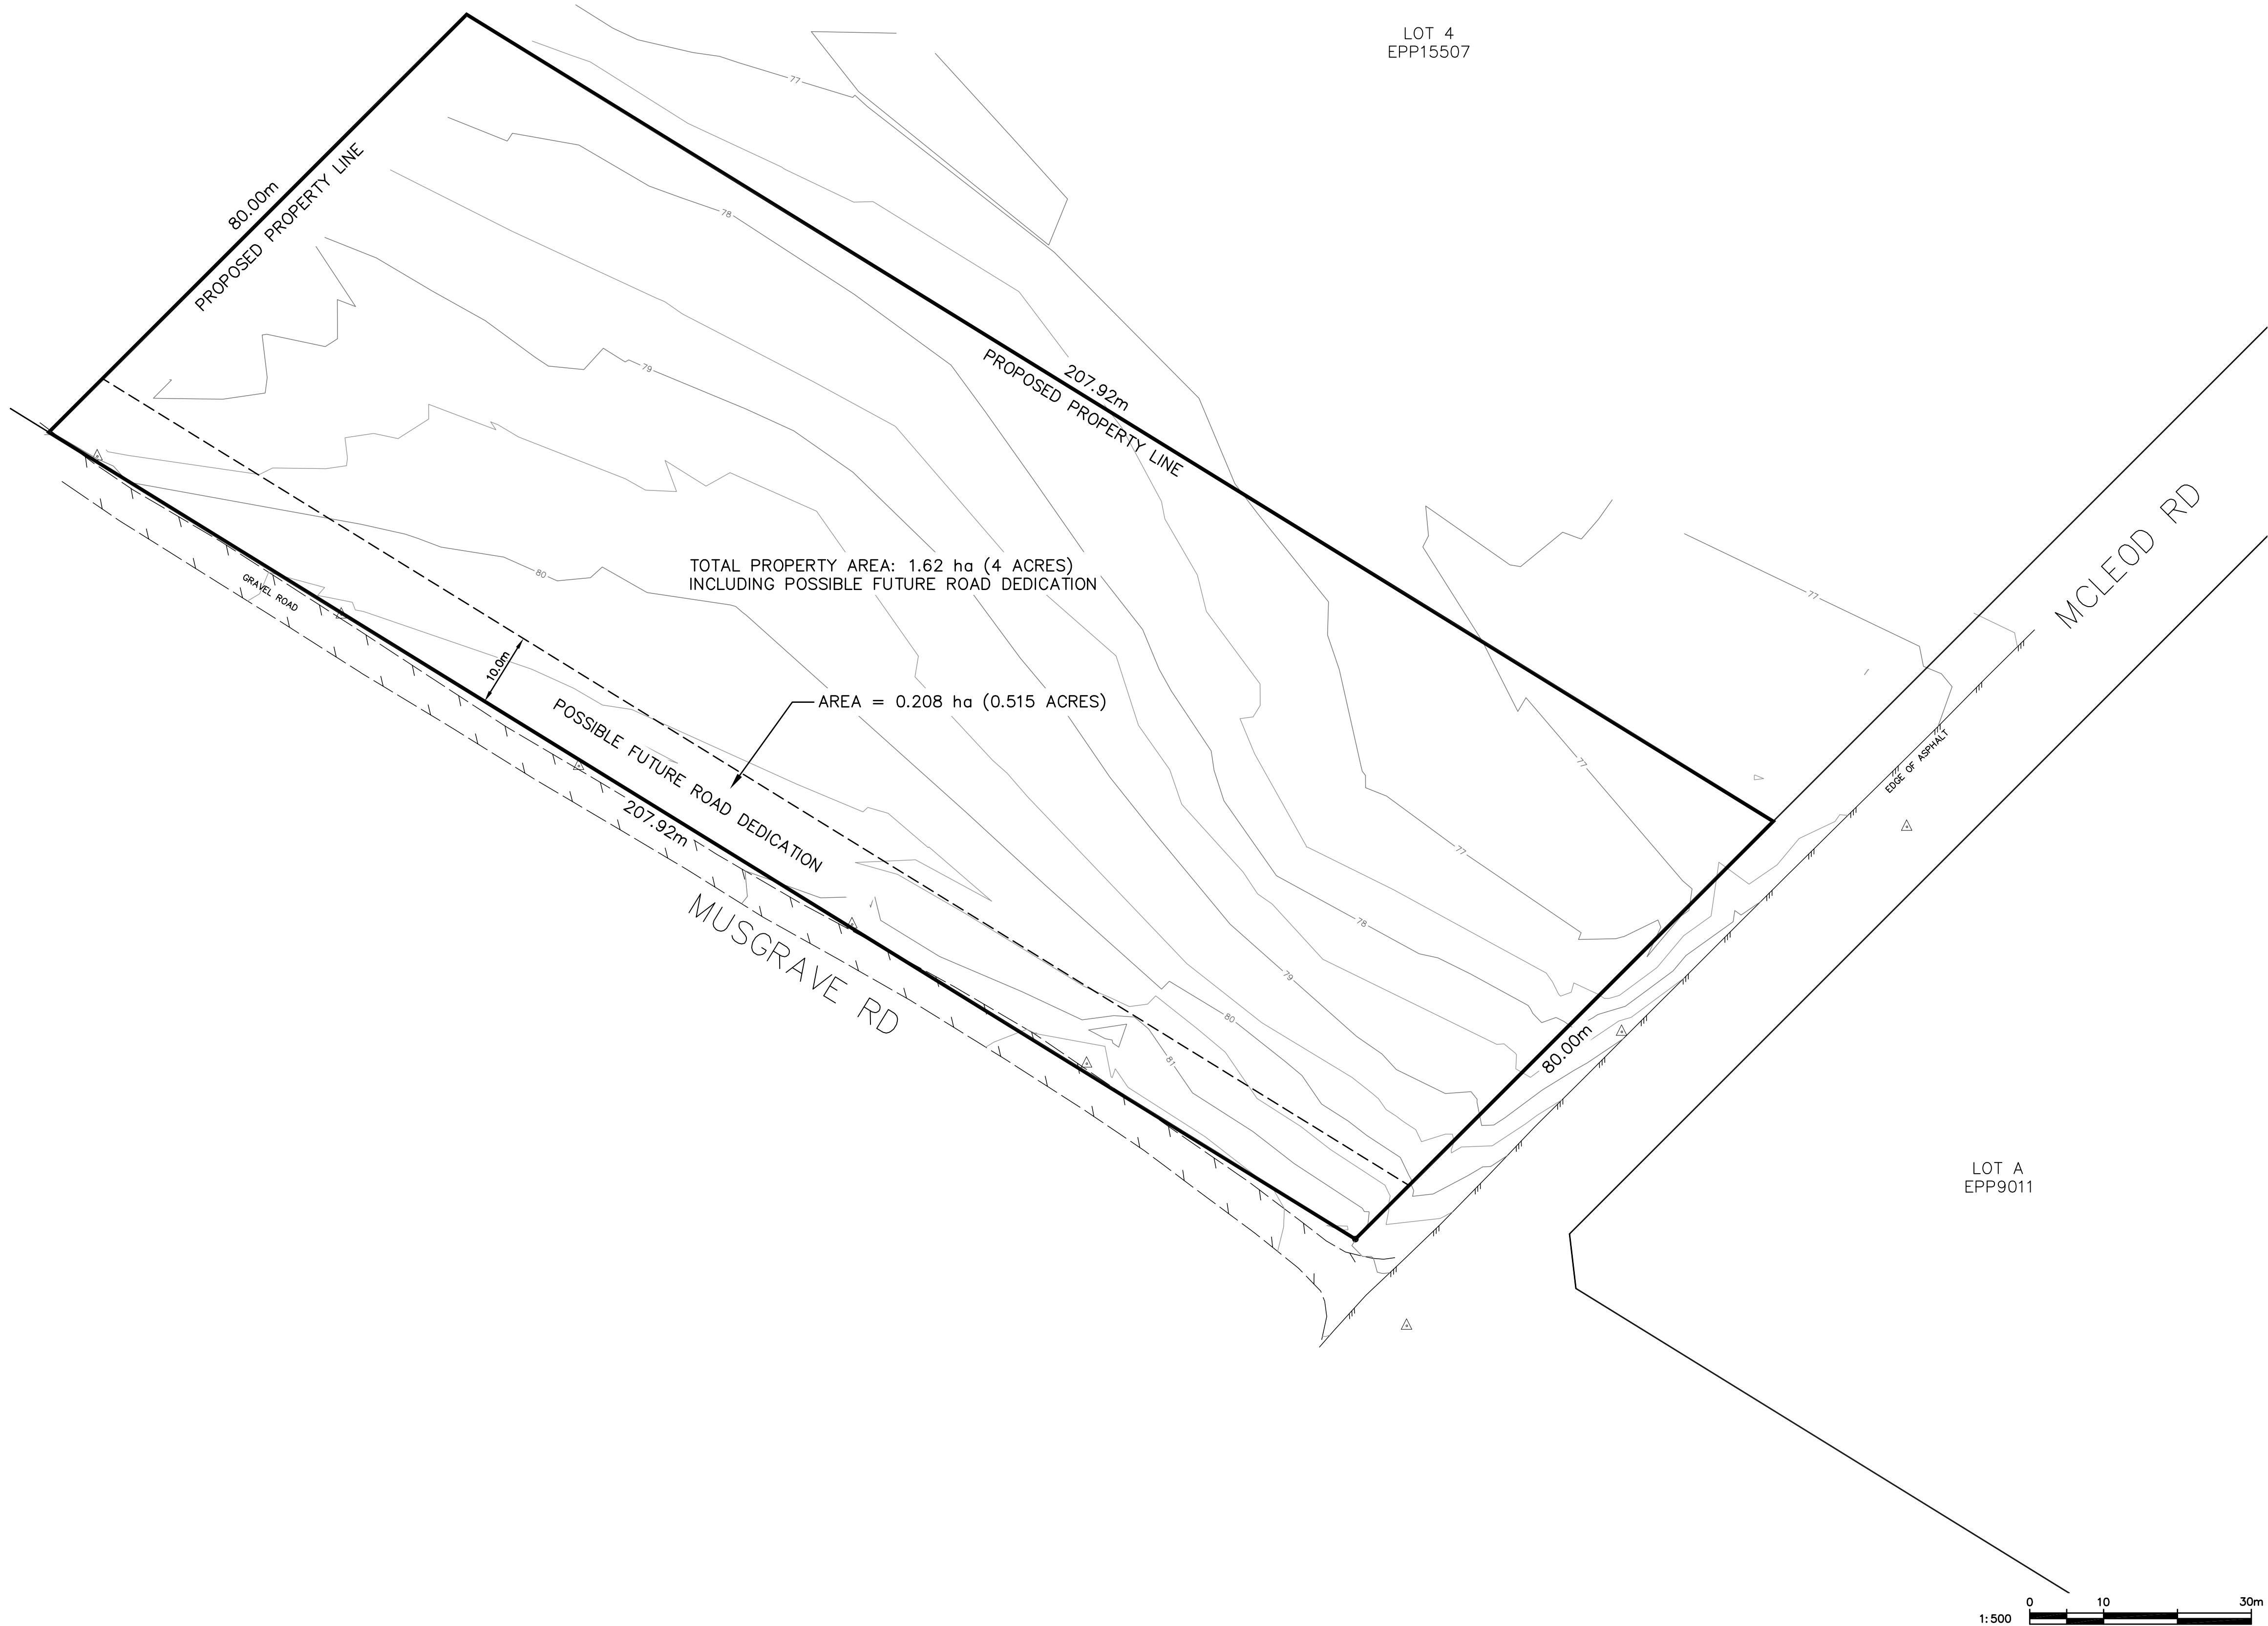 LOT 4
EPP15507
77
80.00m
PROPOSED PROPERTY LINE
78
79
207.92m
PROPOSED PROPERTY LINE
MCLEOD RD
77
TOTAL PROPERTY AREA: 1.62 ha (4 ACRES)
INCLUDING POSSIBLE FUTURE ROAD DEDICATION
80
GRAVEL ROAD
10.0m
AREA = 0.208 ha (0.515 ACRES)
POSSIBLE FUTURE ROAD DEDICATION
207.92m
77
EDGE OF ASPHALT
77
MUSGRAVE RD
78
79
80
81
80.00m
LOT A
EPP9011
1:500
0 10 30m